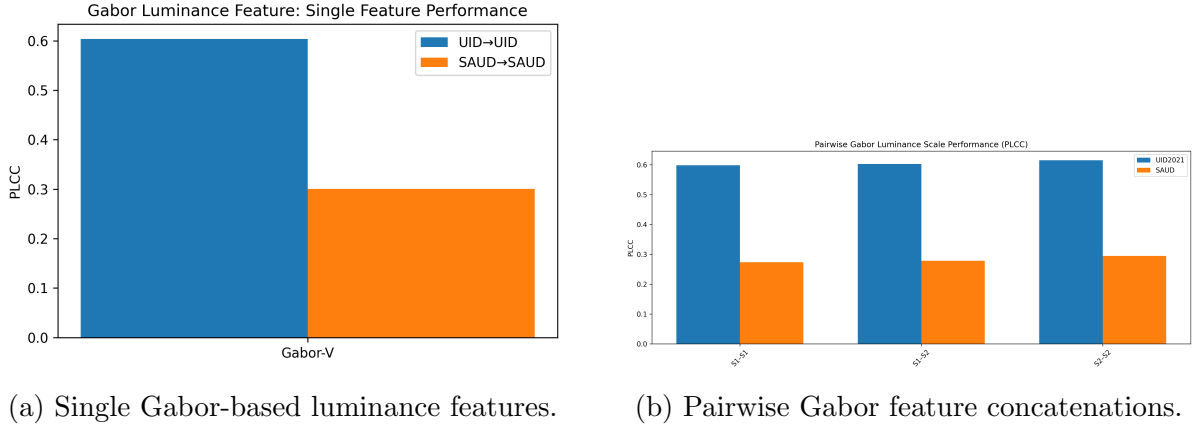 Gabor Luminance Feature: Single Feature Performance
UID→UID
SAUD→SAUD
PLCC
0.6
0.5
0.4
0.3
0.2
0.1
0.0
Gabor-V
(a) Single Gabor-based luminance features.
Pairwise Gabor Luminance Scale Performance (PLCC)
UID2021
SAUD
PLCC
0.6
0.5
0.4
0.3
0.2
0.1
0.0
S1-S1
S1-S2
S2-S2
(b) Pairwise Gabor feature concatenations.